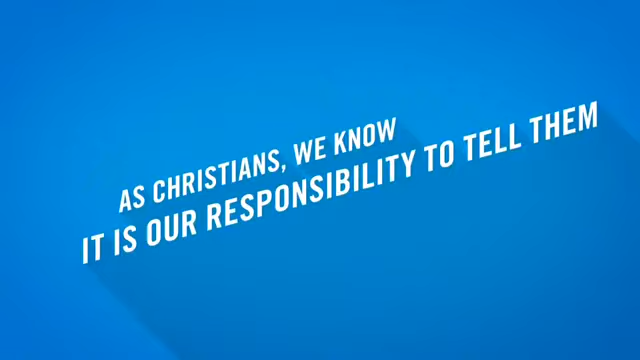 AS CHRISTIANS, WE KNOW
IT IS OUR RESPONSIBILITY TO TELL THEM